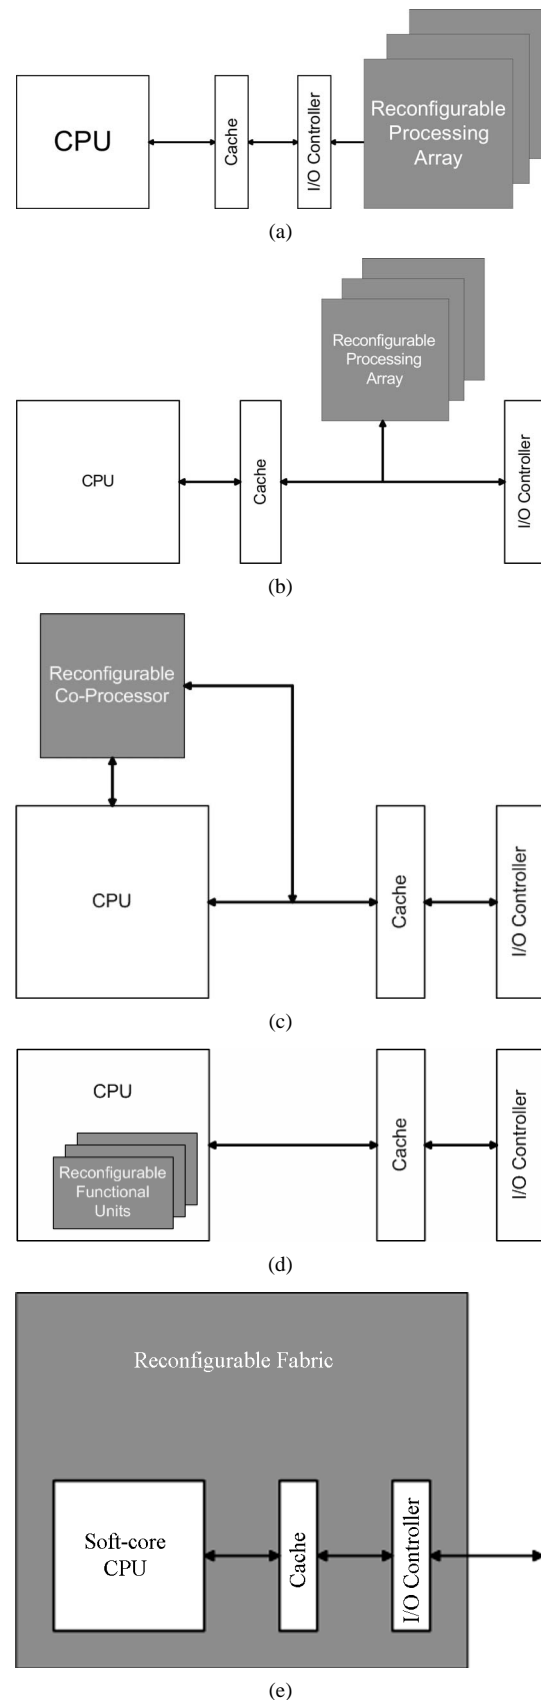 CPU
Cache
I/O Controller
Reconfigurable
Processing
Array
(a)
Reconfigurable
Processing
Array
CPU
Cache
I/O Controller
(b)
Reconfigurable
Co-Processor
CPU
Cache
I/O Controller
(c)
CPU
Reconfigurable
Functional
Units
Cache
I/O Controller
(d)
Reconfigurable Fabric
Soft-core
CPU
Cache
I/O Controller
(e)